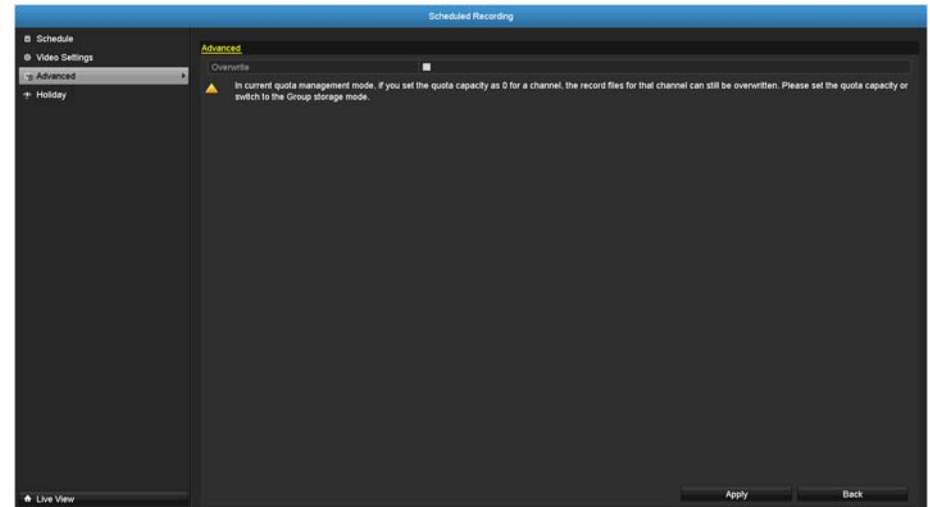 Scheduled Recording
Schedule
Video Settings
Advanced
Holiday
Advanced
Overwrite
In current quota management mode, if you set the quota capacity as 0 for a channel, the record files for that channel can still be overwritten. Please set the quota capacity or
switch to the Group storage mode.
Live View
Apply
Back